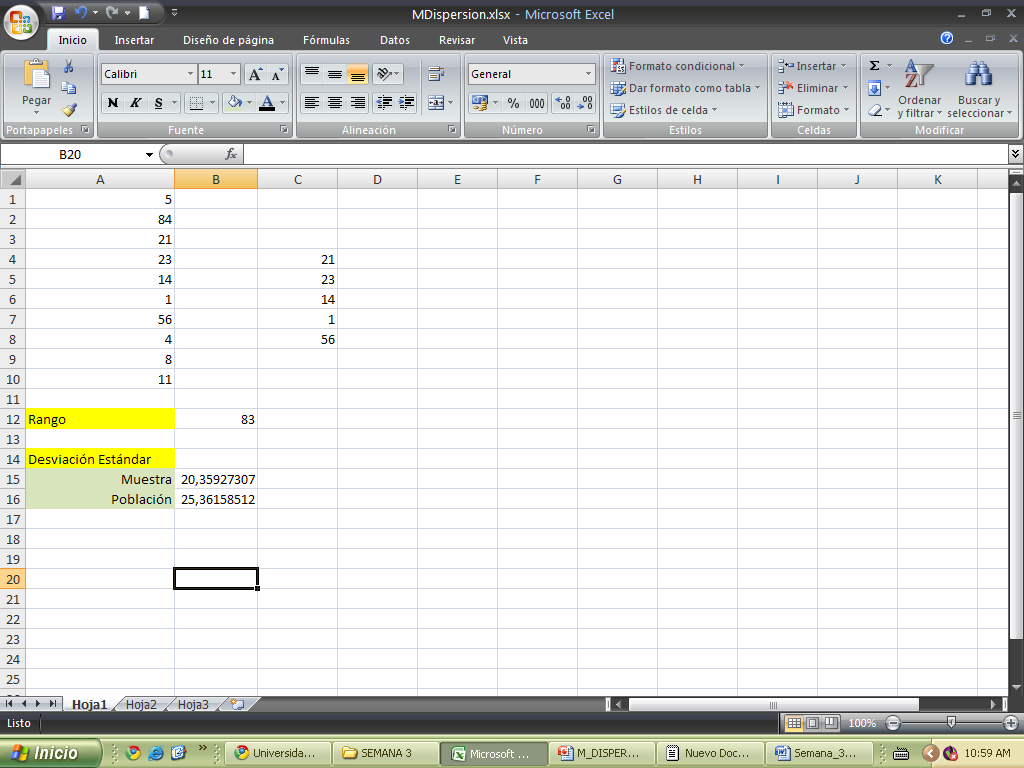 MDispersion.xlsx - Microsoft Excel
Inicio Insertar Diseño de página Fórmulas Datos Revisar Vista
Pegar
Portapapeles
Calibri 11
N K S
Fuente
Alineación
General
% 000
Número
Formato condicional
Dar formato como tabla
Estilos de celda
Estilos
Insertar
Eliminar
Formato
Celdas
Σ
Ordenar y filtrar
Buscar y seleccionar
Modificar
B20 fx
A B C D E F G H I J K
1 5
2 84
3 21
4 23 21
5 14 23
6 1 14
7 56 1
8 4 56
9 8
10 11
11
12 Rango 83
13
14 Desviación Estándar
15 Muestra 20,35927307
16 Población 25,36158512
17
18
19
20
21
22
23
24
25
Hoja1 Hoja2 Hoja3
Listo 100%
Inicio Universida... SEMANA 3 Microsoft ... M_DISPER... Nuevo Doc... Semana_3... 10:59 AM